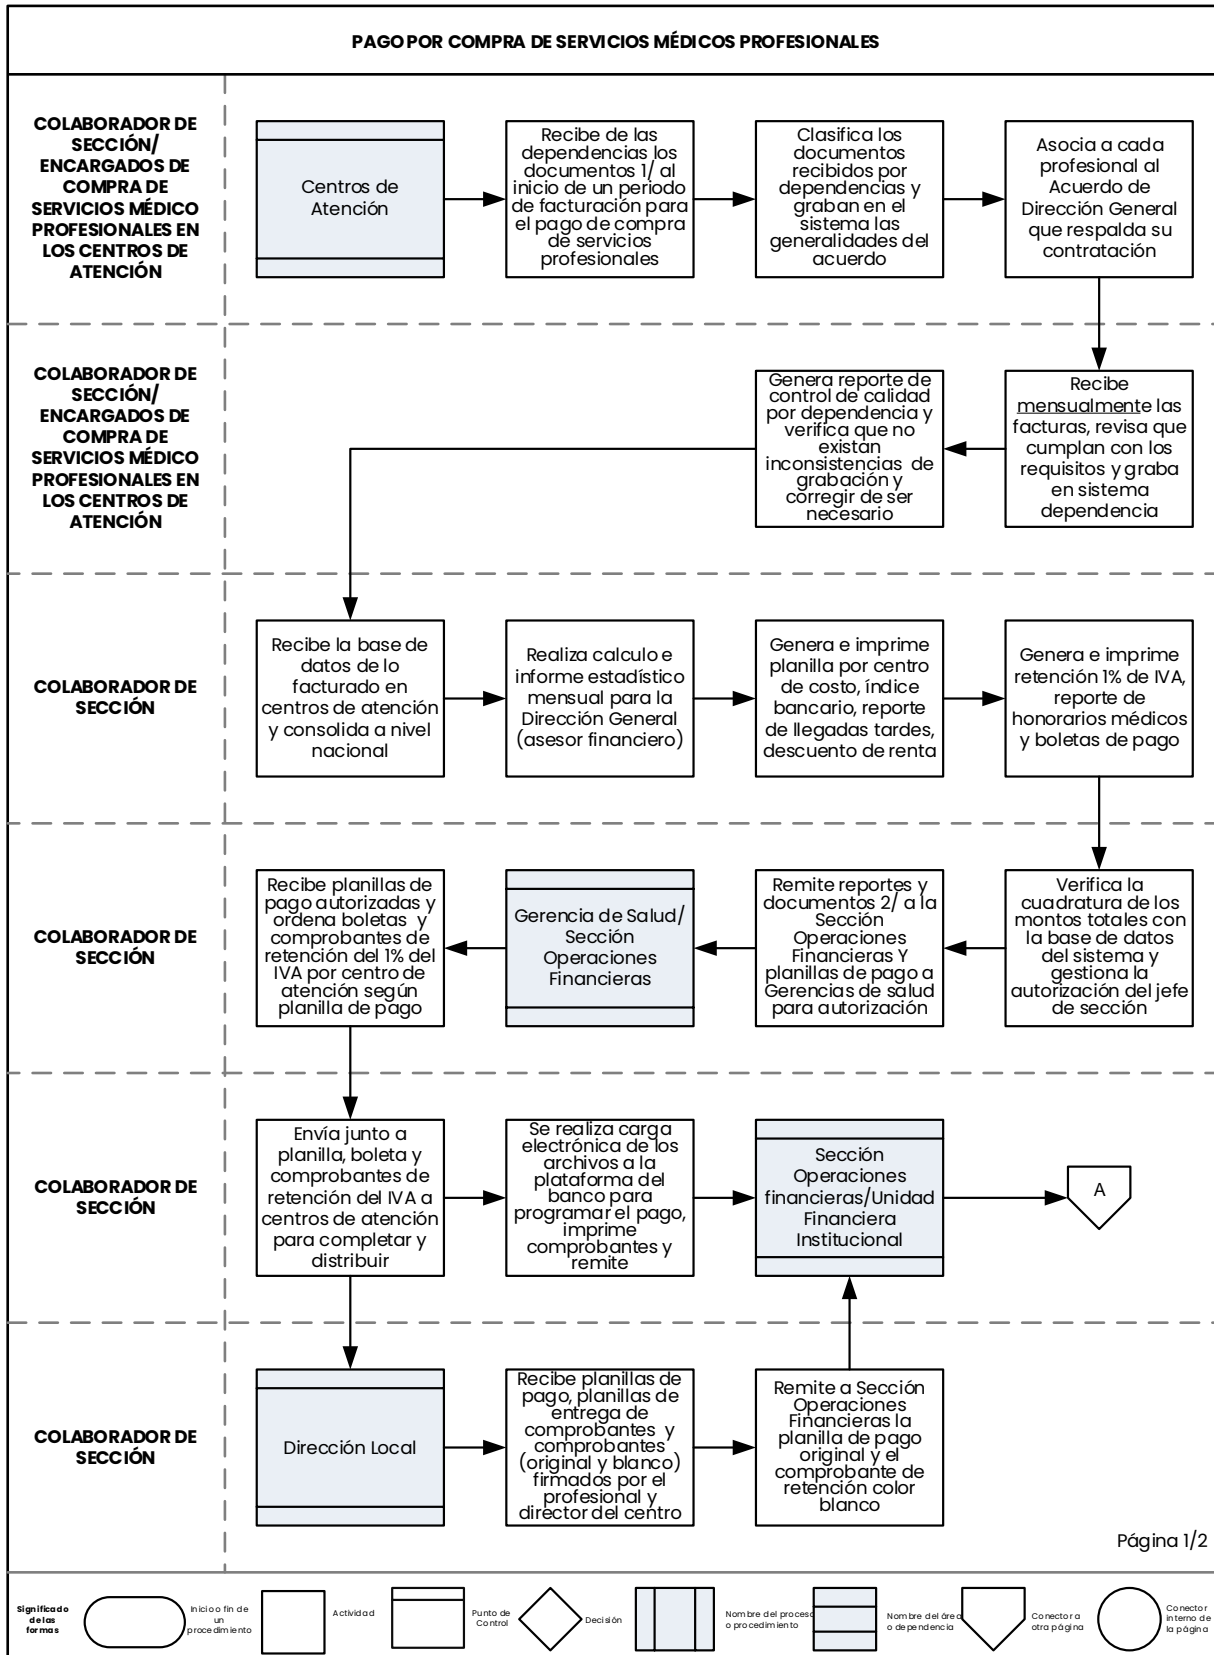 PAGO POR COMPRA DE SERVICIOS MÉDICOS PROFESIONALES
COLABORADOR DE
SECCIÓN/
ENCARGADOS DE
COMPRA DE
SERVICIOS MÉDICO
PROFESIONALES EN
LOS CENTROS DE
ATENCIÓN
Centros de
Atención
Recibe de las
dependencias los
documentos 1/ al
inicio de un periodo
de facturación para
el pago de compra
de servicios
profesionales
Clasifica los
documentos
recibidos por
dependencias y
graban en el
sistema las
generalidades del
acuerdo
Asocia a cada
profesional al
Acuerdo de
Dirección General
que respalda su
contratación
COLABORADOR DE
SECCIÓN/
ENCARGADOS DE
COMPRA DE
SERVICIOS MÉDICO
PROFESIONALES EN
LOS CENTROS DE
ATENCIÓN
Genera reporte de
control de calidad
por dependencia y
verifica que no
existan
inconsistencias de
grabación y
corregir de ser
necesario
Recibe
mensualmente las
facturas, revisa que
cumplan con los
requisitos y graba
en sistema
dependencia
COLABORADOR DE
SECCIÓN
Recibe la base de
datos de lo
facturado en
centros de atención
y consolida a nivel
nacional
Realiza calculo e
informe estadístico
mensual para la
Dirección General
(asesor financiero)
Genera e imprime
planilla por centro
de costo, índice
bancario, reporte
de llegadas tardes,
descuento de renta
Genera e imprime
retención 1% de IVA,
reporte de
honorarios médicos
y boletas de pago
COLABORADOR DE
SECCIÓN
Recibe planillas de
pago autorizadas y
ordena boletas y
comprobantes de
retención del 1% del
IVA por centro de
atención según
planilla de pago
Gerencia de Salud/
Sección
Operaciones
Financieras
Remite reportes y
documentos 2/ a la
Sección
Operaciones
Financieras Y
planillas de pago a
Gerencias de salud
para autorización
Verifica la
cuadratura de los
montos totales con
la base de datos
del sistema y
gestiona la
autorización del jefe
de sección
COLABORADOR DE
SECCIÓN
Envía junto a
planilla, boleta y
comprobantes de
retención del IVA a
centros de atención
para completar y
distribuir
Se realiza carga
electrónica de los
archivos a la
plataforma del
banco para
programar el pago,
imprime
comprobantes y
remite
Sección
Operaciones
financieras/Unidad
Financiera
Institucional
A
COLABORADOR DE
SECCIÓN
Dirección Local
Recibe planillas de
pago, planillas de
entrega de
comprobantes y
comprobantes
(original y blanco)
firmados por el
profesional y
director del centro
Remite a Sección
Operaciones
Financieras la
planilla de pago
original y el
comprobante de
retención color
blanco
Página 1/2
Significado
de las
formas
Inicio o fin de
un
procedimiento
Actividad
Punto de
Control
Decisión
Nombre del proceso
o procedimiento
Nombre del área
o dependencia
Conector a
otra página
Conector
interno de
la página